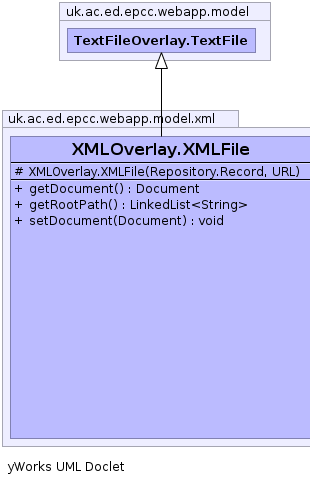 uk.ac.ed.epcc.webapp.model
TextFileOverlay.TextFile
uk.ac.ed.epcc.webapp.model.xml
XMLOverlay.XMLFile
# XMLOverlay.XMLFile(Repository.Record, URL)
+ getDocument() : Document
+ getRootPath() : LinkedList<String>
+ setDocument(Document) : void
yWorks UML Doclet